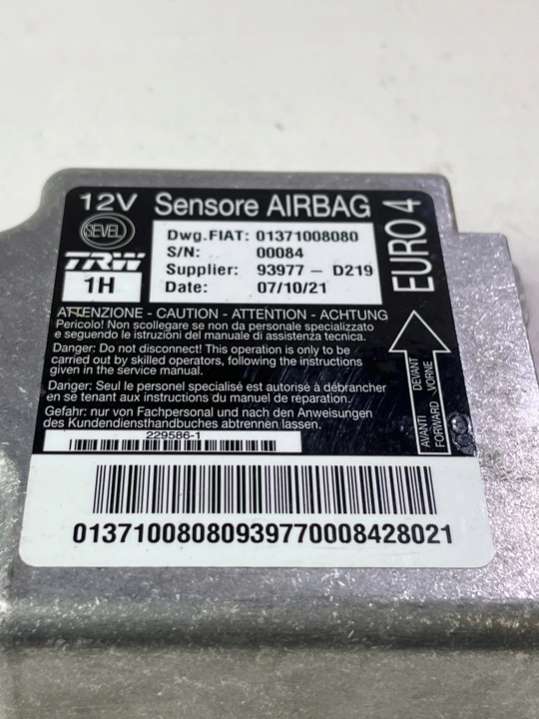 12V Sensore AIRBAG
SEVEL
TRW
1H
Dwg.FIAT: 01371008080
S/N: 00084
Supplier: 93977 - D219
Date: 07/10/21
EURO 4
ATTENZIONE - CAUTION - ATTENTION - ACHTUNG
Pericolo! Non scollegare se non da personale specializzato
e seguendo le istruzioni del manuale di assistenza tecnica.
Danger: Do not disconnect! This operation is only to be
carried out by skilled operators, following the instructions
given in the service manual.
Danger: Seul le personel specialisé est autorisé à débrancher
en se tenant aux instructions du manuel de réparation.
Gefahr: nur von Fachpersonal und nach den Anweisungen
des Kundendiensthandbuches abtrennen lassen.
AVANTI DEVANT
FORWARD VORNE
229586-1
01371008080939770008428021